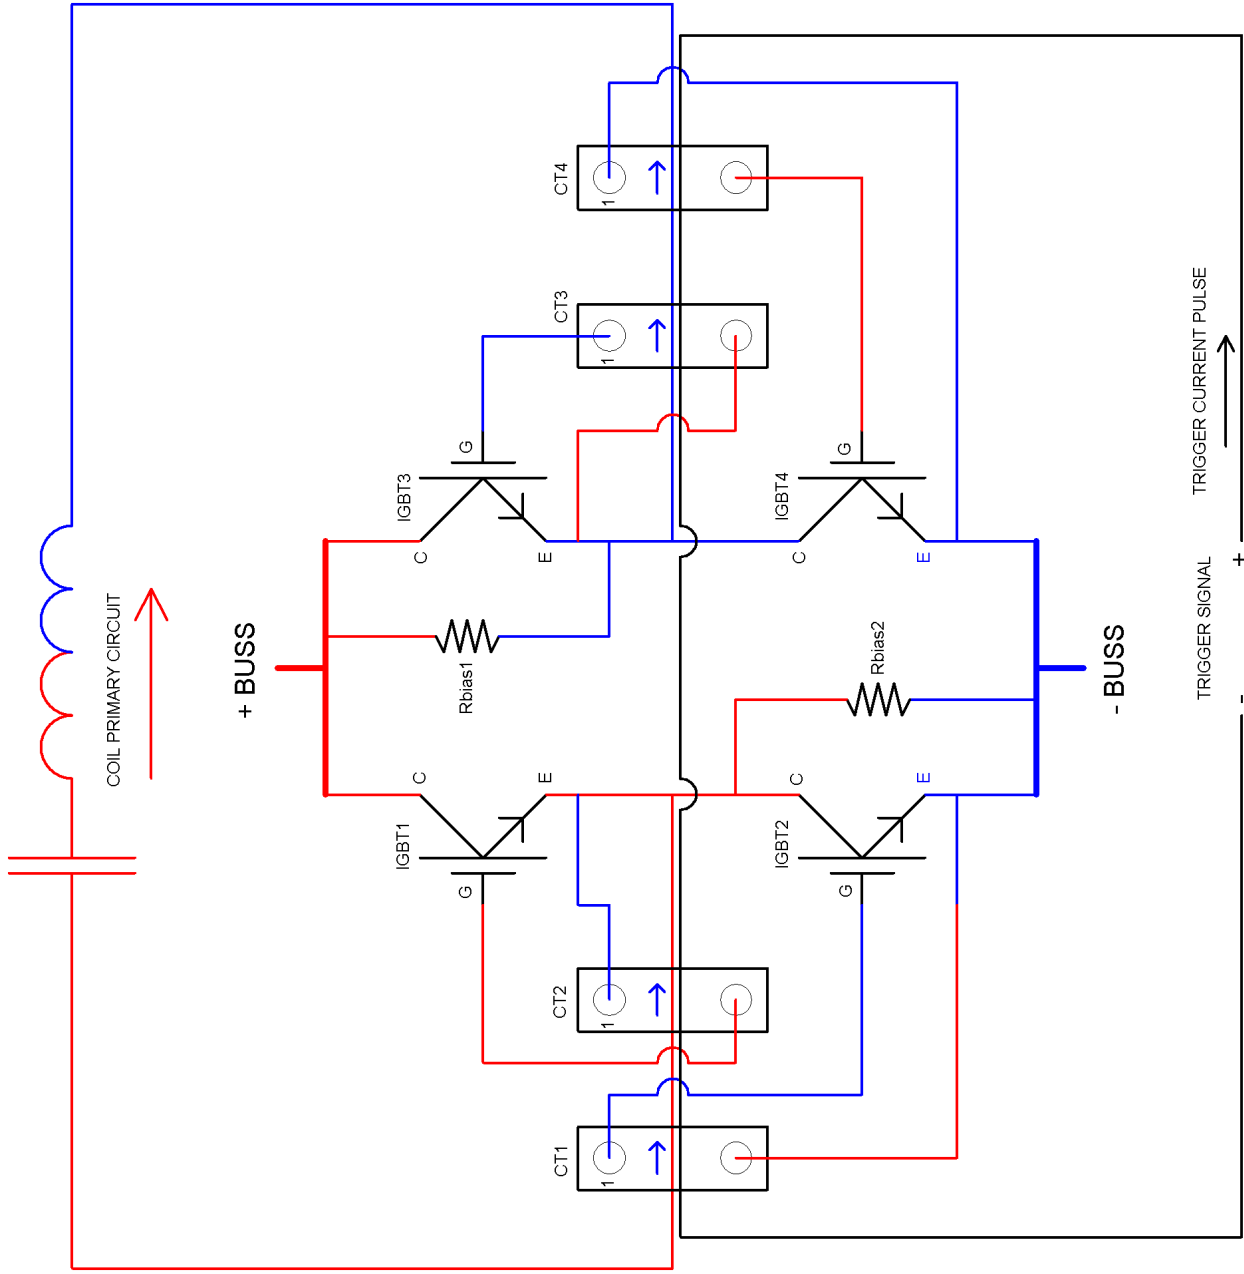 CT4
1
CT3
1
TRIGGER CURRENT PULSE
G
IGBT3
C
E
G
IGBT4
C
E
TRIGGER SIGNAL
+
-
COIL PRIMARY CIRCUIT
+ BUSS
Rbias1
Rbias2
- BUSS
C
E
IGBT1
G
C
E
IGBT2
G
CT2
1
CT1
1